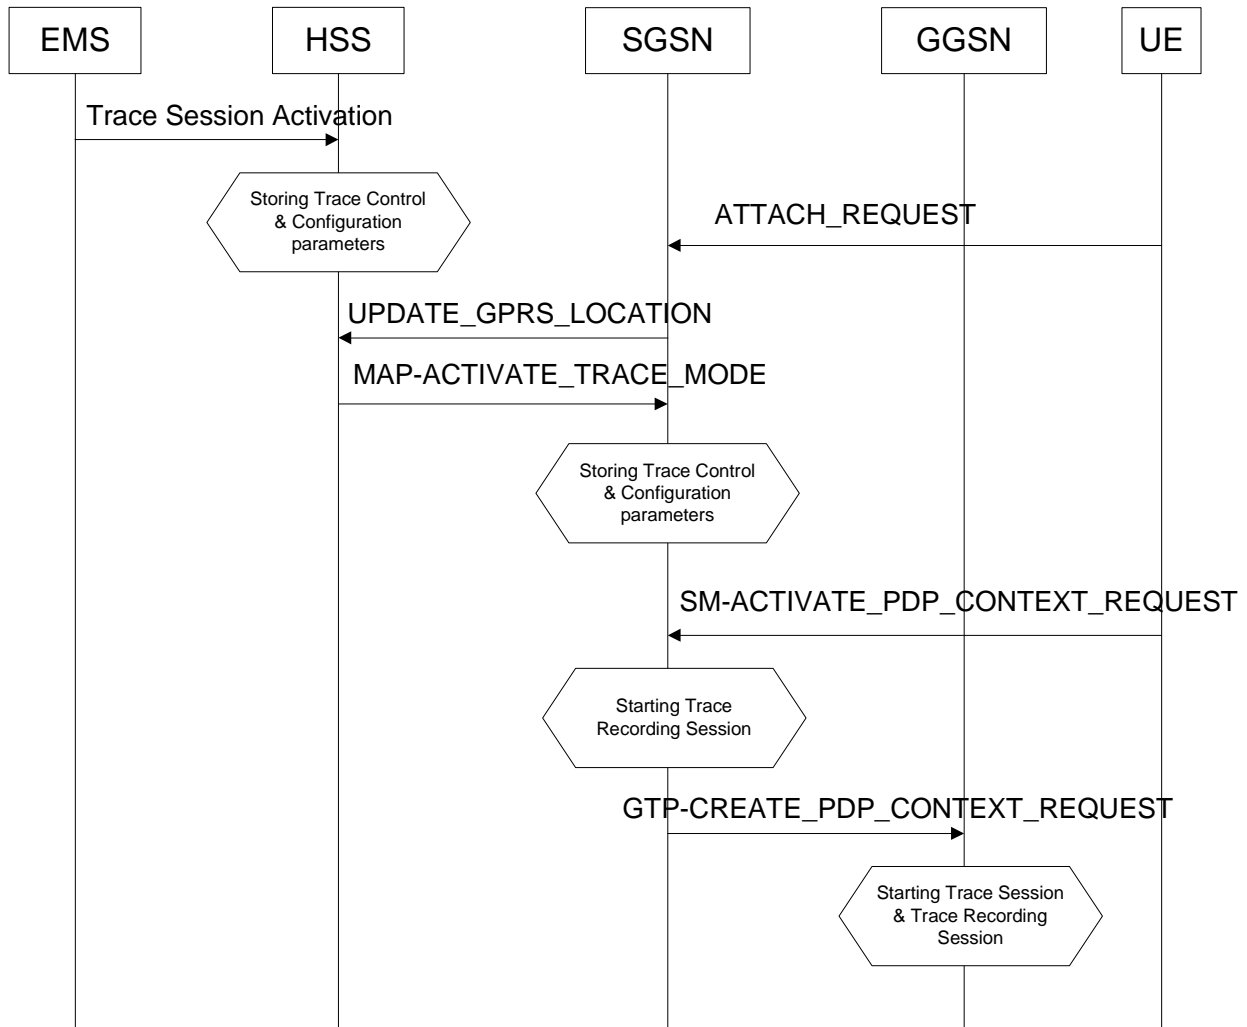 EMS
HSS
SGSN
GGSN
UE
Trace Session Activation
Storing Trace Control
& Configuration
parameters
ATTACH_REQUEST
UPDATE_GPRS_LOCATION
MAP-ACTIVATE_TRACE_MODE
Storing Trace Control
& Configuration
parameters
SM-ACTIVATE_PDP_CONTEXT_REQUEST
Starting Trace
Recording Session
GTP-CREATE_PDP_CONTEXT_REQUEST
Starting Trace Session
& Trace Recording
Session